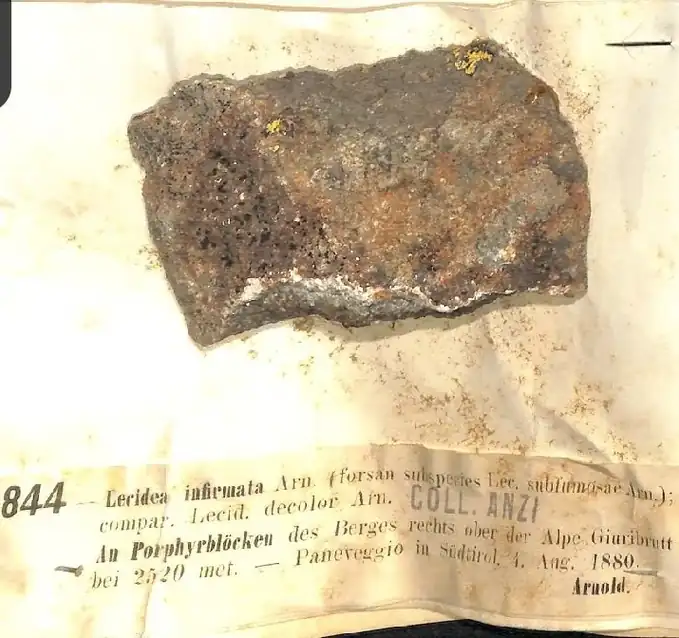 844 — Lecidea infirmata Arn. (forsan subspecies Lec. subfumosae Arn.);
compar. Lecid. decolor Arn.
COLL. ANZI
An Porphyrblöcken des Berges rechts ober der Alpe Giuribrutt
bei 2520 met. — Paneveggio in Südtirol, 4. Aug. 1880.
Arnold.